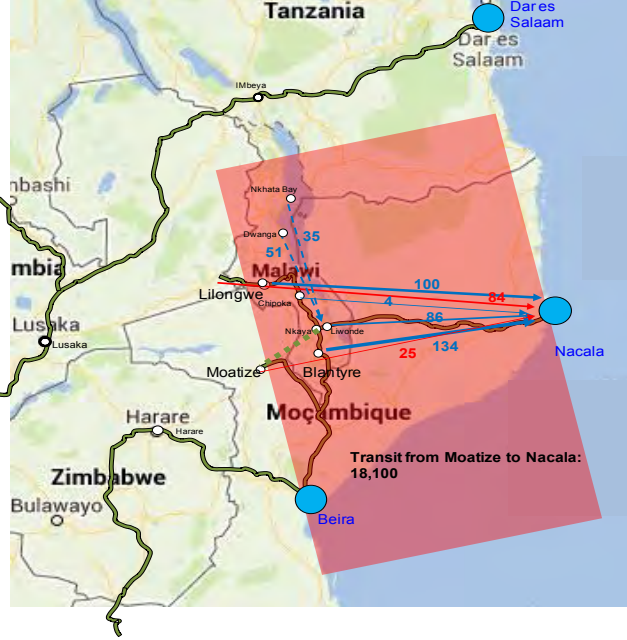 Tanzania
Dar es
Salaam
Dar es
Salaam
IMbeya
nbashi
Nkhata Bay
Dwanga
35
51
mbia
Malawi
100
Lilongwe
84
Chipoka
4
86
Lusaka
Lusaka
Nkaya
Liwonde
134
25
Nacala
Moatize
Blantyre
Moçambique
Harare
Harare
Transit from Moatize to Nacala:
18,100
Zimbabwe
Bulawayo
Beira